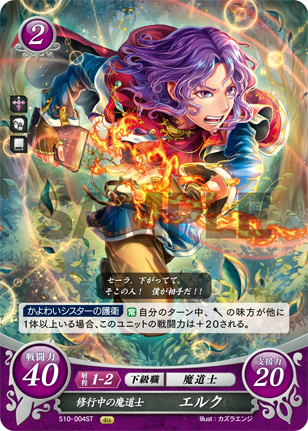 2
SAMPLE
セーラ、下がってて。
そこの人! 僕が相手だ!!
かよわいシスターの護衛 常 自分のターン中、の味方が他に
1体以上いる場合、このユニットの戦闘力は+20される。
戦闘力 40 射程 1-2 下級職 魔道士 支援力 20
修行中の魔道士 エルク
S10-004ST Illust:カズラエンジ